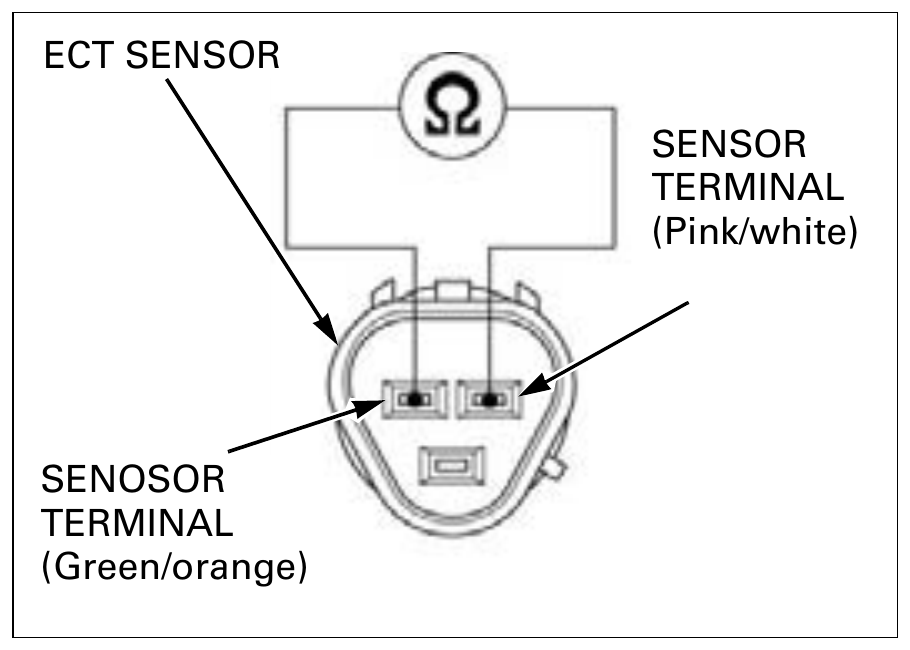 ECT SENSOR
Ω
SENSOR
TERMINAL
(Pink/white)
SENOSOR
TERMINAL
(Green/orange)